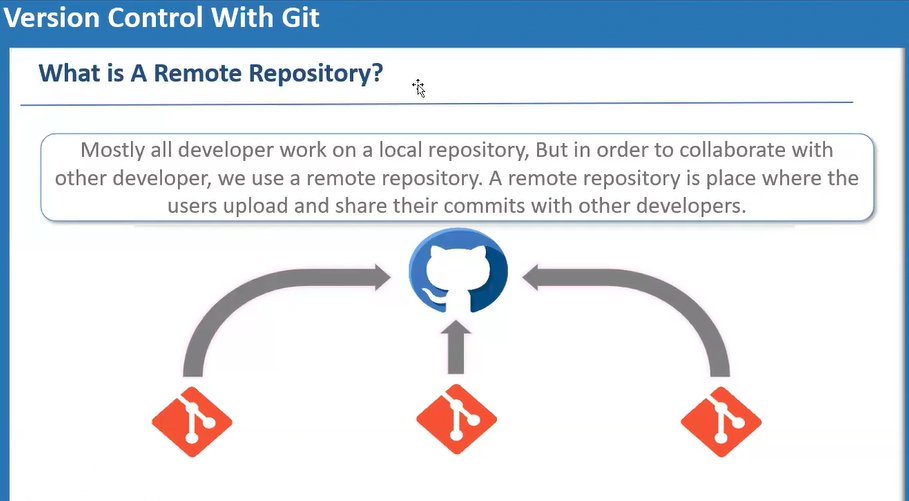 Version Control With Git
What is A Remote Repository?
Mostly all developer work on a local repository, But in order to collaborate with
other developer, we use a remote repository. A remote repository is place where the
users upload and share their commits with other developers.